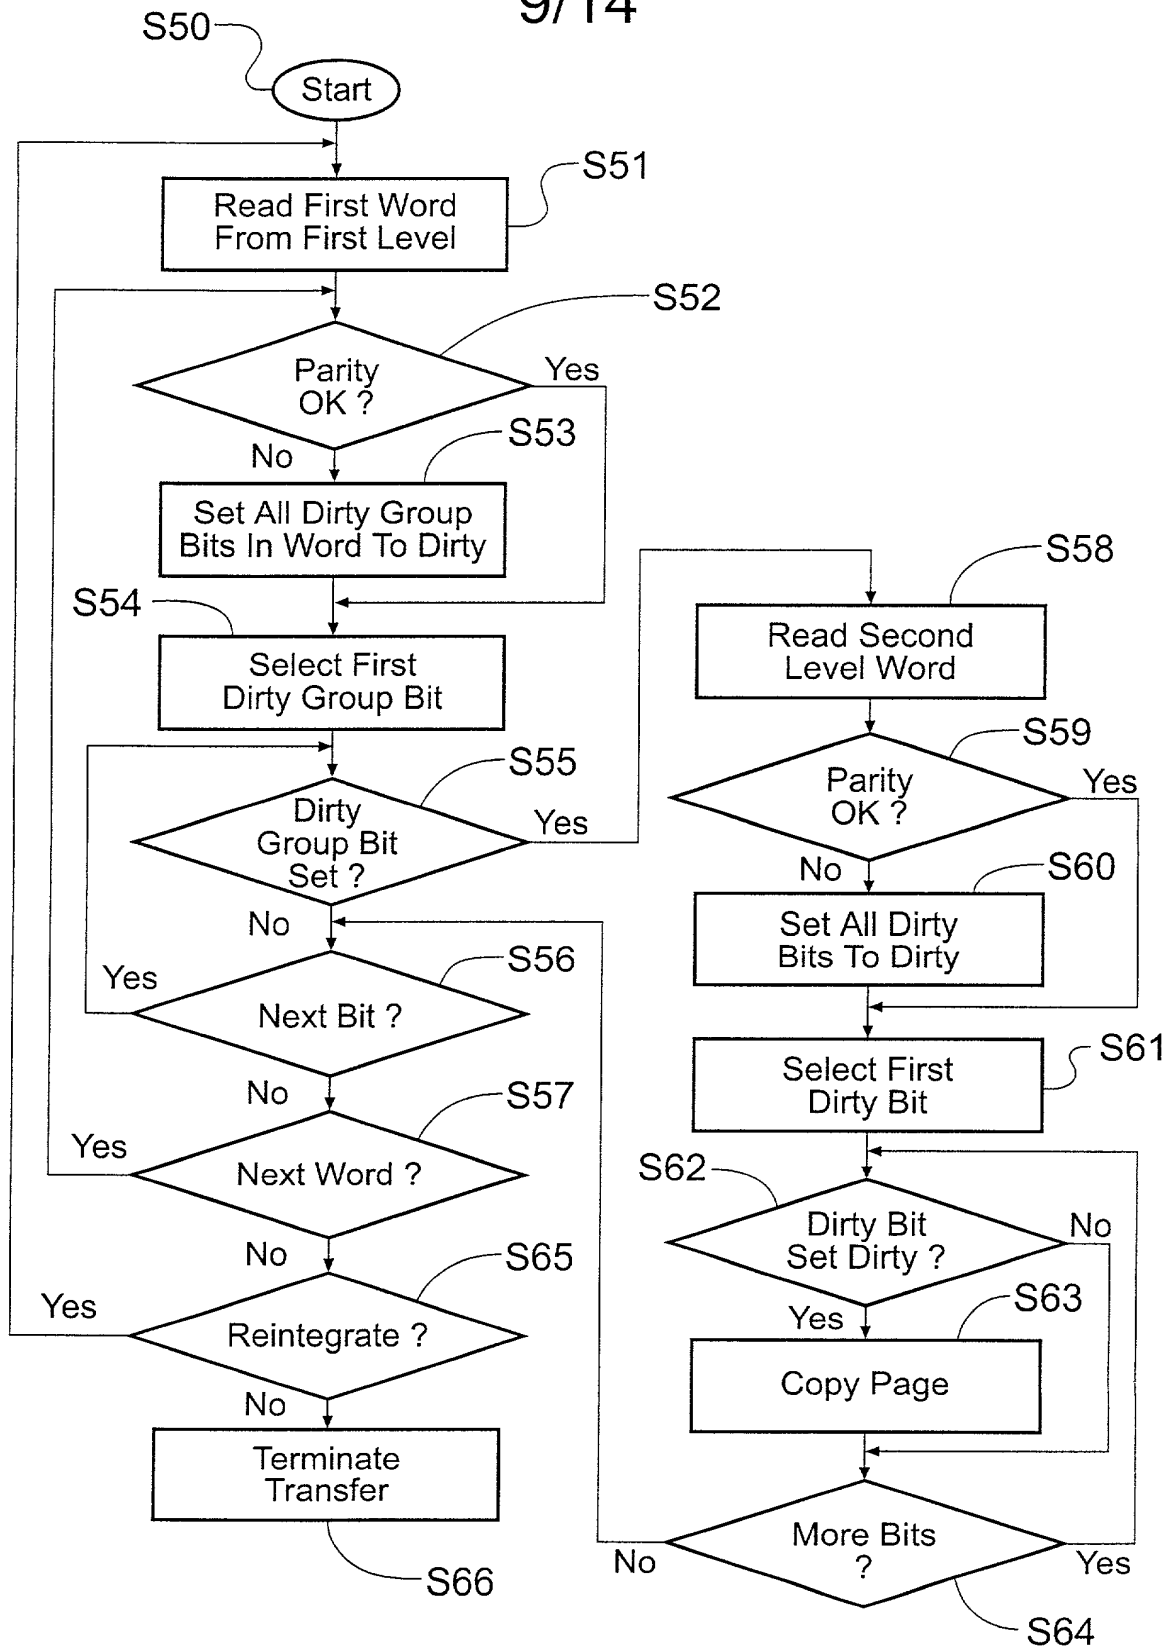 9/14
S50
Start
S51
Read First Word
From First Level
S52
Parity
OK ?
Yes
No
S53
Set All Dirty Group
Bits In Word To Dirty
S54
Select First
Dirty Group Bit
S55
Dirty
Group Bit
Set ?
Yes
No
S56
Next Bit ?
Yes
No
S57
Next Word ?
Yes
No
S65
Reintegrate ?
Yes
No
Terminate
Transfer
S66
S58
Read Second
Level Word
S59
Parity
OK ?
Yes
No
S60
Set All Dirty
Bits To Dirty
S61
Select First
Dirty Bit
S62
Dirty Bit
Set Dirty ?
No
Yes
S63
Copy Page
More Bits
?
No
Yes
S64